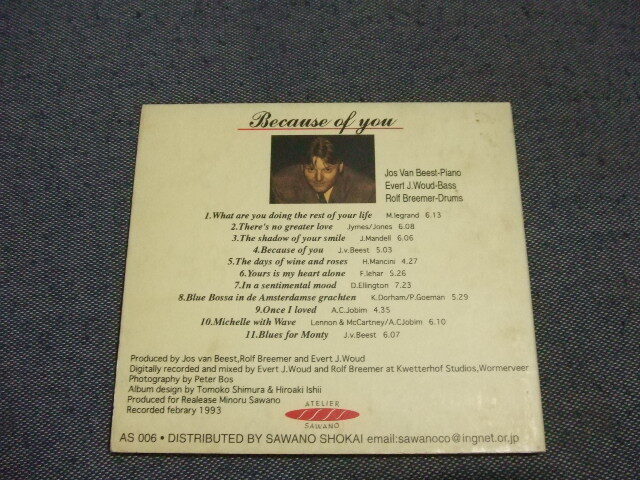 Because of you
Jos Van Beest-Piano
Evert J.Woud-Bass
Rolf Breemer-Drums
1.What are you doing the rest of your life M.legrand 6.13
2.There's no greater love Jymes/Jones 6.08
3.The shadow of your smile J.Mandell 6.06
4.Because of you J.v.Beest 5.03
5.The days of wine and roses H.Mancini 4.27
6.Yours is my heart alone F.lehar 5.26
7.In a sentimental mood D.Ellington 7.23
8.Blue Bossa in de Amsterdamse grachten K.Dorham/P.Goeman 5:29
9.Once I loved A.C.Jobim 4.35
10.Michelle with Wave Lennon & McCartney/A.CJobim 6.10
11.Blues for Monty J.v.Beest 6.07
Produced by Jos van Beest,Rolf Breemer and Evert J.Woud
Digitally recorded and mixed by Evert J.Woud and Rolf Breemer at Kwetterhof Studios,Wormerveer
Photography by Peter Bos
Album design by Tomoko Shimura & Hiroaki Ishii
Produced for Realease Minoru Sawano
Recorded febrary 1993
ATELIER
SAWANO
AS 006 • DISTRIBUTED BY SAWANO SHOKAI email:sawanoco@ingnet.or.jp